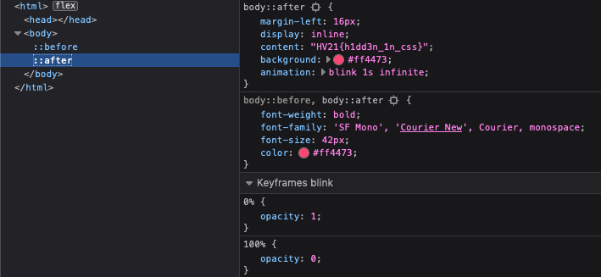 <html> flex
<head></head>
<body>
::before
::after
</body>
</html>
body::after {
margin-left: 16px;
display: inline;
content: "HV21{h1dd3n_1n_css}";
background: #ff4473;
animation: blink 1s infinite;
}
body::before, body::after {
font-weight: bold;
font-family: 'SF Mono', 'Courier New', Courier, monospace;
font-size: 42px;
color: #ff4473;
}
Keyframes blink
0% {
opacity: 1;
}
100% {
opacity: 0;
}